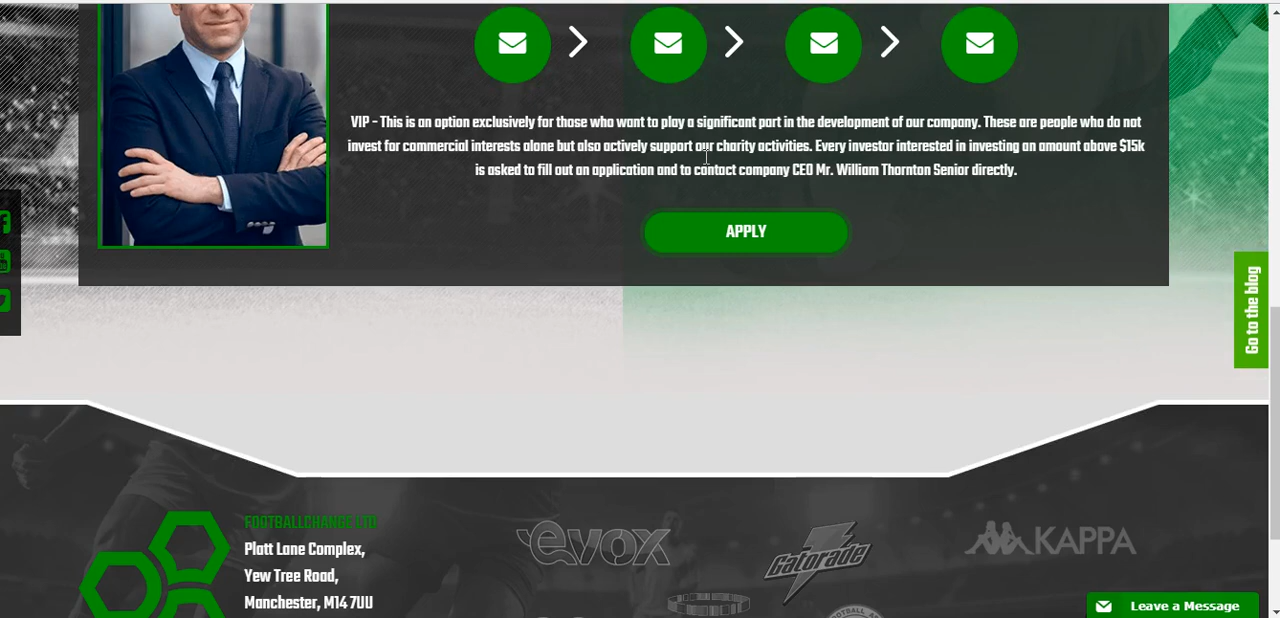 VIP - This is an option exclusively for those who want to play a significant part in the development of our company. These are people who do not
invest for commercial interests alone but also actively support our charity activities. Every investor interested in investing an amount above $15k
is asked to fill out an application and to contact company CEO Mr. William Thornton Senior directly.
APPLY
Go to the blog
FOOTBALLCHANGE LTD
Platt Lane Complex,
Yew Tree Road,
Manchester, M14 7UU
evox
Gatorade
KAPPA
Leave a Message